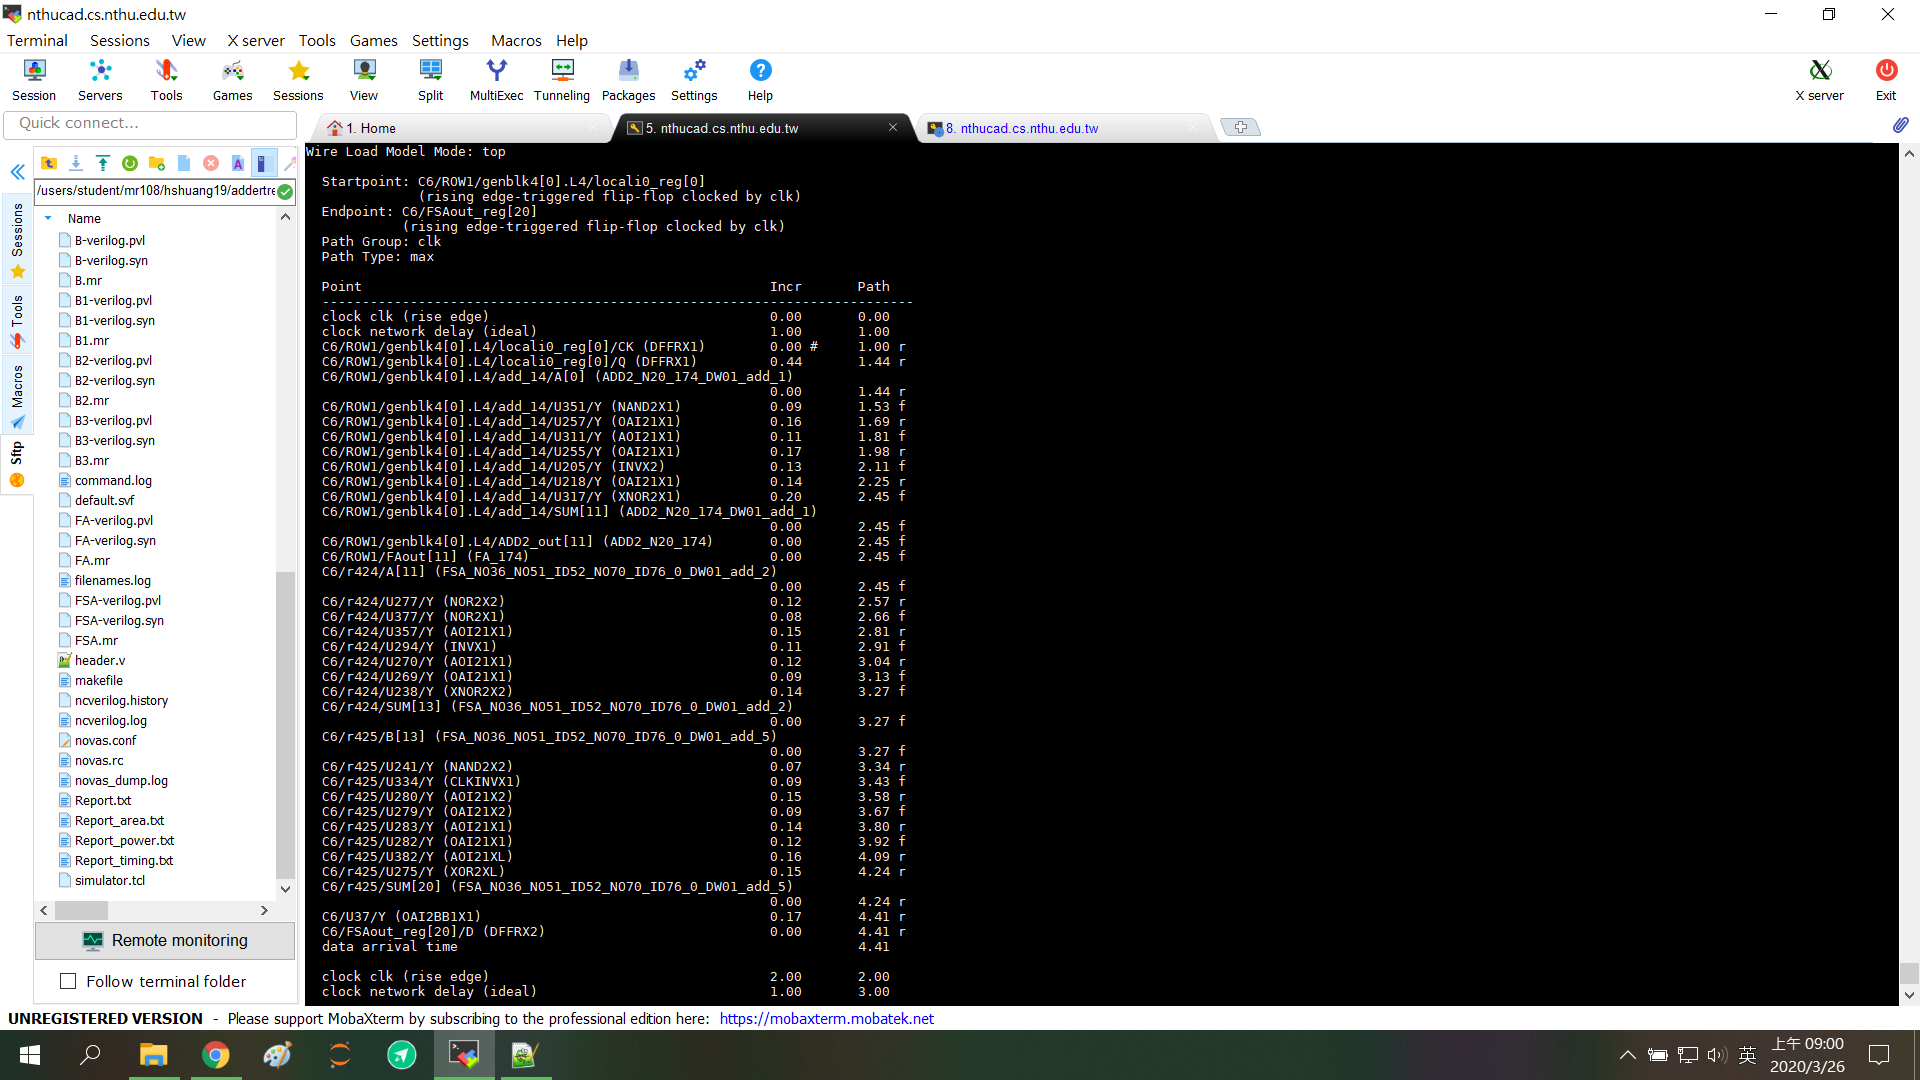 nthucad.cs.nthu.edu.tw
Terminal Sessions View X server Tools Games Settings Macros Help
Session Servers Tools Games Sessions View Split MultiExec Tunneling Packages Settings Help X server Exit
Quick connect...
1. Home
5. nthucad.cs.nthu.edu.tw
8. nthucad.cs.nthu.edu.tw
/users/student/mr108/hshuang19/addertre
Sessions
Tools
Macros
Sftp
Name
B-verilog.pvl
B-verilog.syn
B.mr
B1-verilog.pvl
B1-verilog.syn
B1.mr
B2-verilog.pvl
B2-verilog.syn
B2.mr
B3-verilog.pvl
B3-verilog.syn
B3.mr
command.log
default.svf
FA-verilog.pvl
FA-verilog.syn
FA.mr
filenames.log
FSA-verilog.pvl
FSA-verilog.syn
FSA.mr
header.v
makefile
ncverilog.history
ncverilog.log
novas.conf
novas.rc
novas_dump.log
Report.txt
Report_area.txt
Report_power.txt
Report_timing.txt
simulator.tcl
Remote monitoring
Follow terminal folder
Wire Load Model Mode: top
Startpoint: C6/ROW1/genblk4[0].L4/locali0_reg[0]
(rising edge-triggered flip-flop clocked by clk)
Endpoint: C6/FSAout_reg[20]
(rising edge-triggered flip-flop clocked by clk)
Path Group: clk
Path Type: max
Point Incr Path
--------------------------------------------------------------------------
clock clk (rise edge) 0.00 0.00
clock network delay (ideal) 1.00 1.00
C6/ROW1/genblk4[0].L4/locali0_reg[0]/CK (DFFRX1) 0.00 # 1.00 r
C6/ROW1/genblk4[0].L4/locali0_reg[0]/Q (DFFRX1) 0.44 1.44 r
C6/ROW1/genblk4[0].L4/add_14/A[0] (ADD2_N20_174_DW01_add_1)
0.00 1.44 r
C6/ROW1/genblk4[0].L4/add_14/U351/Y (NAND2X1) 0.09 1.53 f
C6/ROW1/genblk4[0].L4/add_14/U257/Y (OAI21X1) 0.16 1.69 r
C6/ROW1/genblk4[0].L4/add_14/U311/Y (AOI21X1) 0.11 1.81 f
C6/ROW1/genblk4[0].L4/add_14/U255/Y (OAI21X1) 0.17 1.98 r
C6/ROW1/genblk4[0].L4/add_14/U205/Y (INVX2) 0.13 2.11 f
C6/ROW1/genblk4[0].L4/add_14/U218/Y (OAI21X1) 0.14 2.25 r
C6/ROW1/genblk4[0].L4/add_14/U317/Y (XNOR2X1) 0.20 2.45 f
C6/ROW1/genblk4[0].L4/add_14/SUM[11] (ADD2_N20_174_DW01_add_1)
0.00 2.45 f
C6/ROW1/genblk4[0].L4/ADD2_out[11] (ADD2_N20_174) 0.00 2.45 f
C6/ROW1/FAout[11] (FA_174) 0.00 2.45 f
C6/r424/A[11] (FSA_NO36_NO51_ID52_NO70_ID76_0_DW01_add_2)
0.00 2.45 f
C6/r424/U277/Y (NOR2X2) 0.12 2.57 r
C6/r424/U377/Y (NOR2X1) 0.08 2.66 f
C6/r424/U357/Y (AOI21X1) 0.15 2.81 r
C6/r424/U294/Y (INVX1) 0.11 2.91 f
C6/r424/U270/Y (AOI21X1) 0.12 3.04 r
C6/r424/U269/Y (OAI21X1) 0.09 3.13 f
C6/r424/U238/Y (XNOR2X2) 0.14 3.27 f
C6/r424/SUM[13] (FSA_NO36_NO51_ID52_NO70_ID76_0_DW01_add_2)
0.00 3.27 f
C6/r425/B[13] (FSA_NO36_NO51_ID52_NO70_ID76_0_DW01_add_5)
0.00 3.27 f
C6/r425/U241/Y (NAND2X2) 0.07 3.34 r
C6/r425/U334/Y (CLKINVX1) 0.09 3.43 f
C6/r425/U280/Y (AOI21X2) 0.15 3.58 r
C6/r425/U279/Y (OAI21X2) 0.09 3.67 f
C6/r425/U283/Y (AOI21X1) 0.14 3.80 r
C6/r425/U282/Y (OAI21X1) 0.12 3.92 f
C6/r425/U382/Y (AOI21XL) 0.16 4.09 r
C6/r425/U275/Y (XOR2XL) 0.15 4.24 r
C6/r425/SUM[20] (FSA_NO36_NO51_ID52_NO70_ID76_0_DW01_add_5)
0.00 4.24 r
C6/U37/Y (OAI2BB1X1) 0.17 4.41 r
C6/FSAout_reg[20]/D (DFFRX2) 0.00 4.41 r
data arrival time 4.41
clock clk (rise edge) 2.00 2.00
clock network delay (ideal) 1.00 3.00
UNREGISTERED VERSION - Please support MobaXterm by subscribing to the professional edition here: https://mobaxterm.mobatek.net
英
上午 09:00
2020/3/26